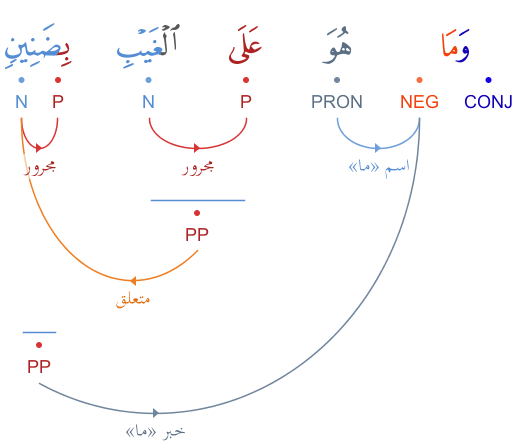 وَمَا هُوَ عَلَى ٱلْغَيْبِ بِضَنِينٍ
CONJ NEG PRON P N P N
اسم «ما» مجرور مجرور
PP
متعلق
PP
خبر «ما»